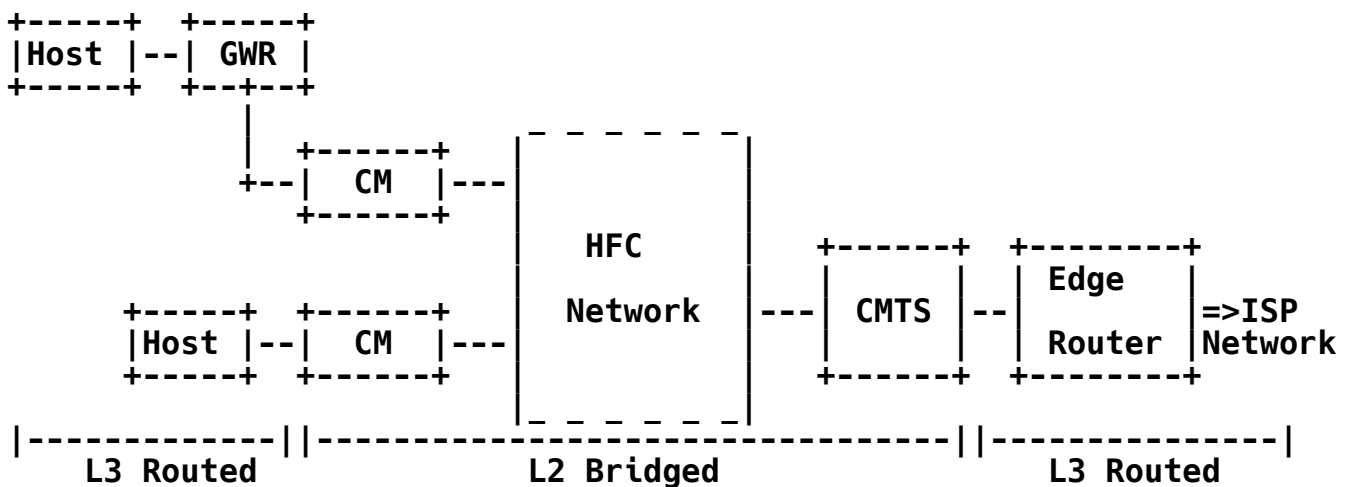 Host GWR
CM
HFC
Edge
Network CMTS =>ISP
Host CM Router Network
L3 Routed L2 Bridged L3 Routed